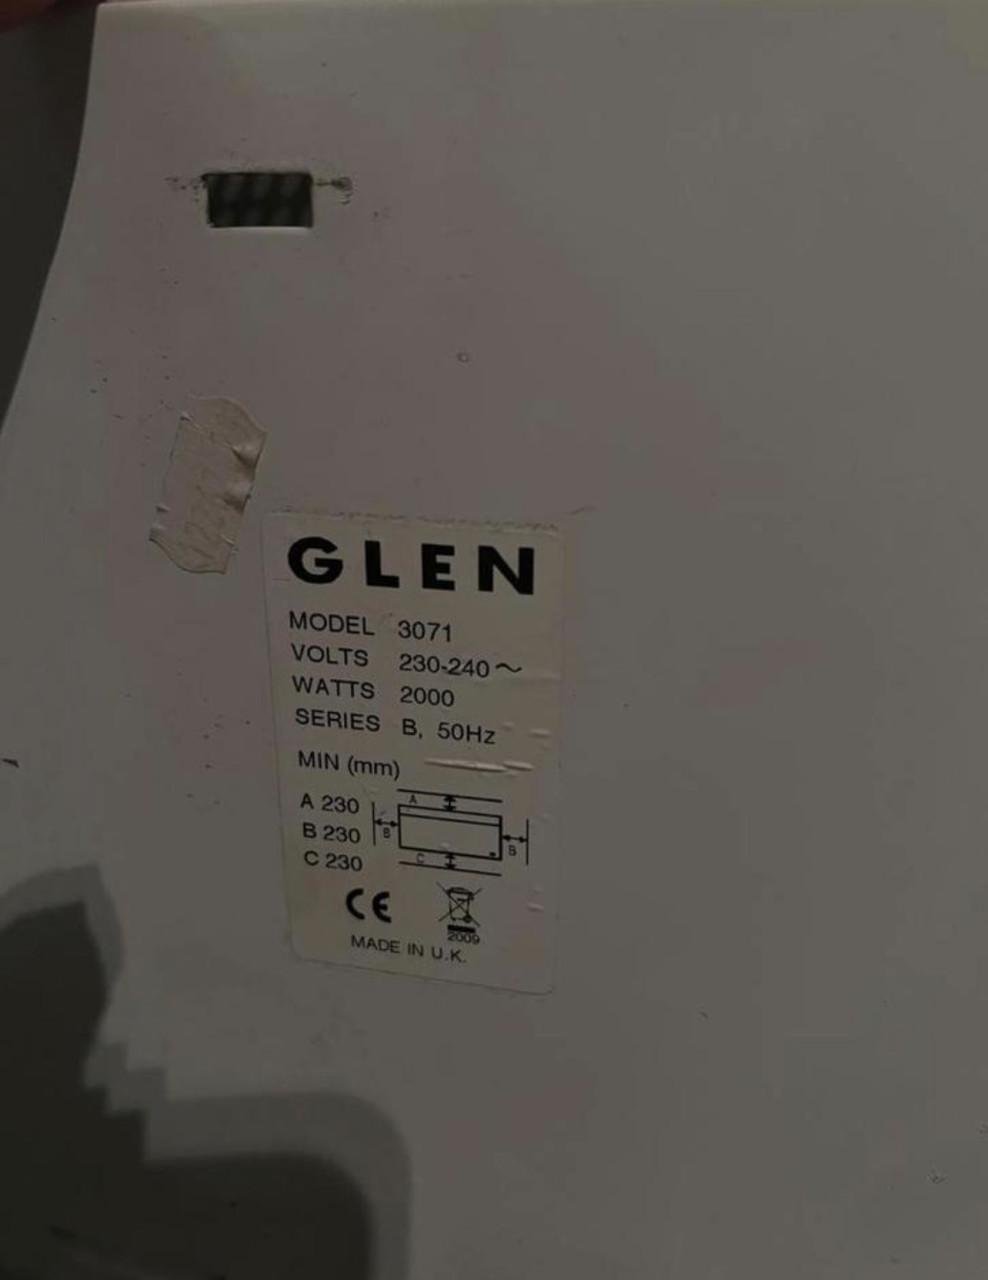 GLEN
MODEL 3071
VOLTS 230-240~
WATTS 2000
SERIES B, 50Hz
MIN (mm)
A 230
B 230
C 230
A
B
B
C
CE
2009
MADE IN U.K.